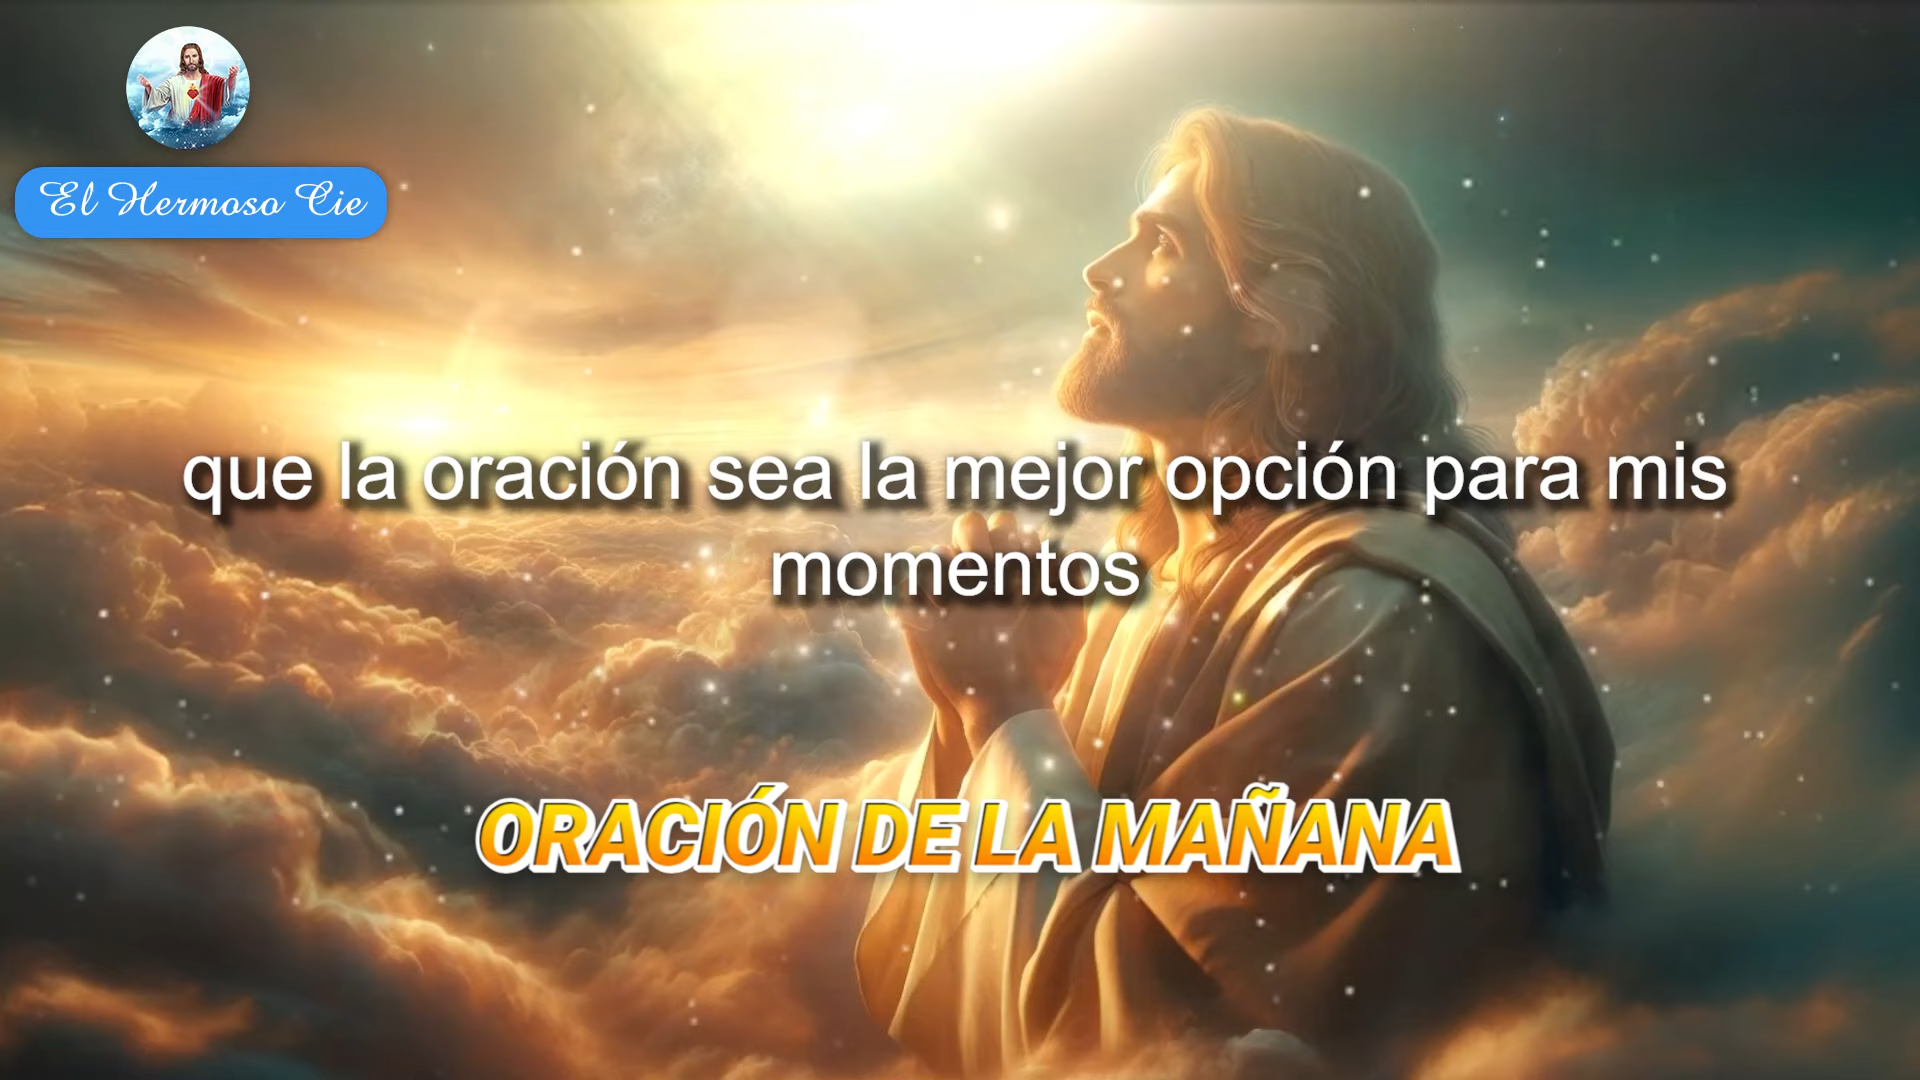 El Hermoso Cie
que la oración sea la mejor opción para mis
momentos
ORACIÓN DE LA MAÑANA